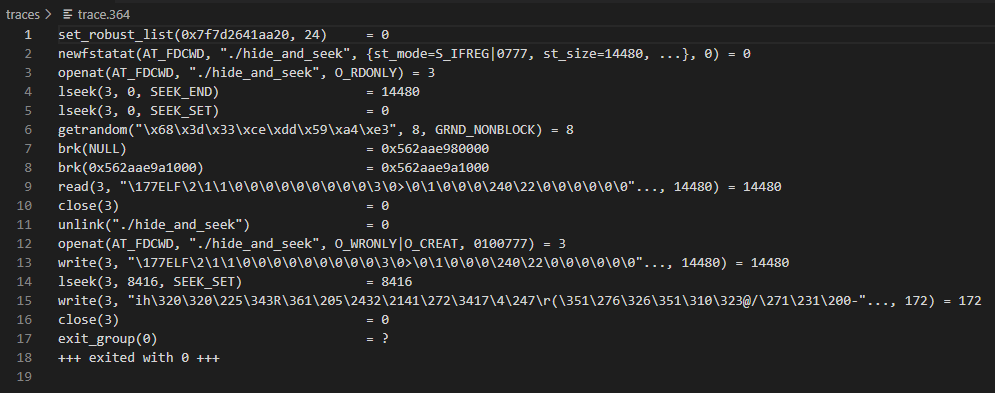 traces > trace.364
1 set_robust_list(0x7f7d2641aa20, 24) = 0
2 newfstatat(AT_FDCWD, "./hide_and_seek", {st_mode=S_IFREG|0777, st_size=14480, ...}, 0) = 0
3 openat(AT_FDCWD, "./hide_and_seek", O_RDONLY) = 3
4 lseek(3, 0, SEEK_END) = 14480
5 lseek(3, 0, SEEK_SET) = 0
6 getrandom("\x68\x3d\x33\xce\xdd\x59\xa4\xe3", 8, GRND_NONBLOCK) = 8
7 brk(NULL) = 0x562aae980000
8 brk(0x562aae9a1000) = 0x562aae9a1000
9 read(3, "\177ELF\2\1\1\0\0\0\0\0\0\0\0\0\3\0>\0\1\0\0\0\240\22\0\0\0\0\0\0"..., 14480) = 14480
10 close(3) = 0
11 unlink("./hide_and_seek") = 0
12 openat(AT_FDCWD, "./hide_and_seek", O_WRONLY|O_CREAT, 0100777) = 3
13 write(3, "\177ELF\2\1\1\0\0\0\0\0\0\0\0\0\3\0>\0\1\0\0\0\240\22\0\0\0\0\0\0"..., 14480) = 14480
14 lseek(3, 8416, SEEK_SET) = 8416
15 write(3, "ih\320\320\225\343R\361\205\2432\2141\272\3417\4\247\r(\351\276\326\351\310\323@/\271\231\200-"..., 172) = 172
16 close(3) = 0
17 exit_group(0) = ?
18 +++ exited with 0 +++
19